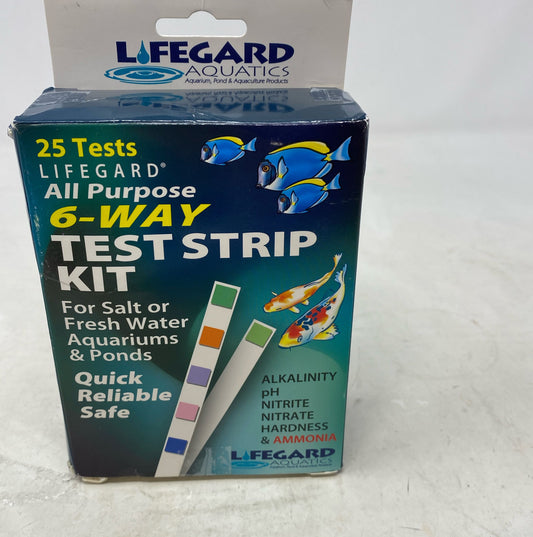 LIFEGARD
AQUATICS
Aquarium, Pond & Aquaculture Products
25 Tests
LIFEGARD®
All Purpose
6-WAY
TEST STRIP
KIT
For Salt or
Fresh Water
Aquariums
& Ponds
Quick
Reliable
Safe
ALKALINITY
pH
NITRITE
NITRATE
HARDNESS
& AMMONIA
LIFEGARD
AQUATICS